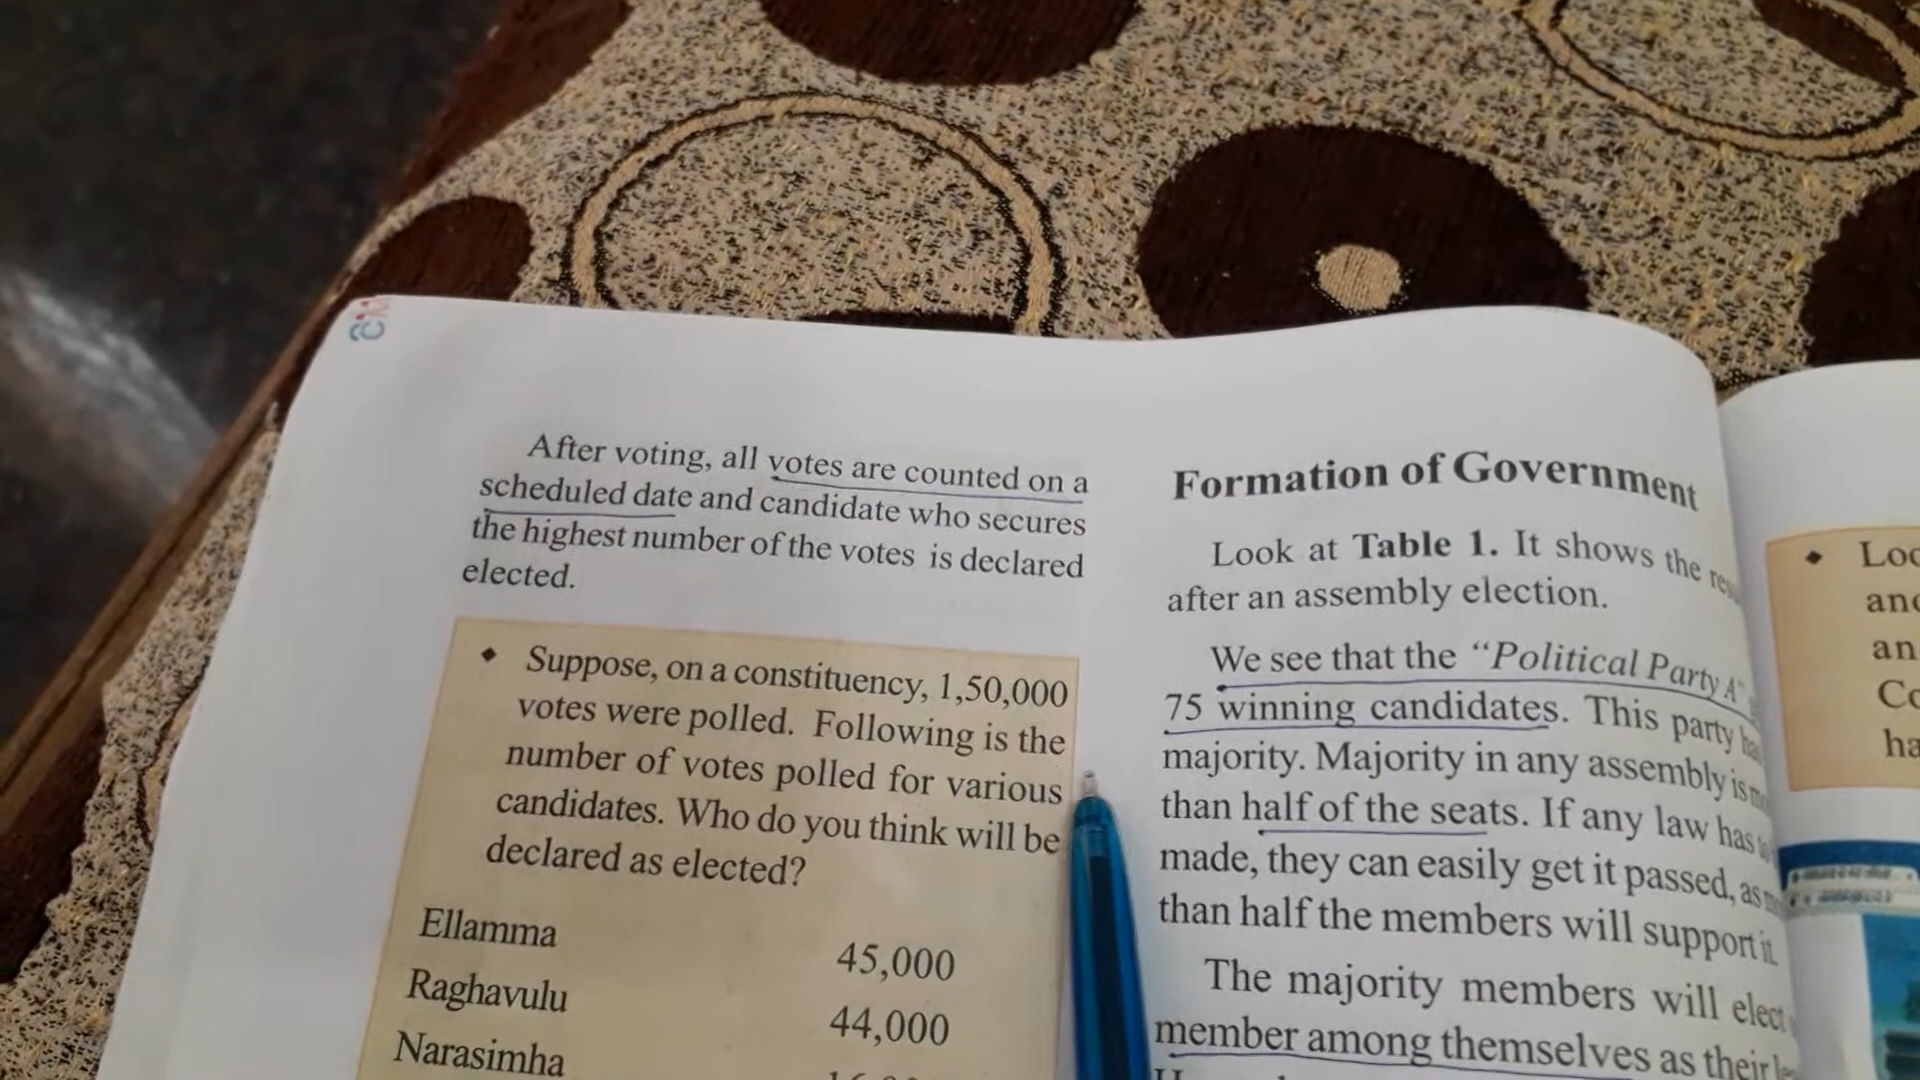 After voting, all votes are counted on a
scheduled date and candidate who secures
the highest number of the votes is declared
elected.
◆ Suppose, on a constituency, 1,50,000
votes were polled. Following is the
number of votes polled for various
candidates. Who do you think will be
declared as elected?
Ellamma 45,000
Raghavulu 44,000
Narasimha
Formation of Government
Look at Table 1. It shows the
after an assembly election.
We see that the “Political Party A”
75 winning candidates. This party
majority. Majority in any assembly is
than half of the seats. If any law has
made, they can easily get it passed, as
than half the members will support it.
The majority members will elect
member among themselves as their
◆